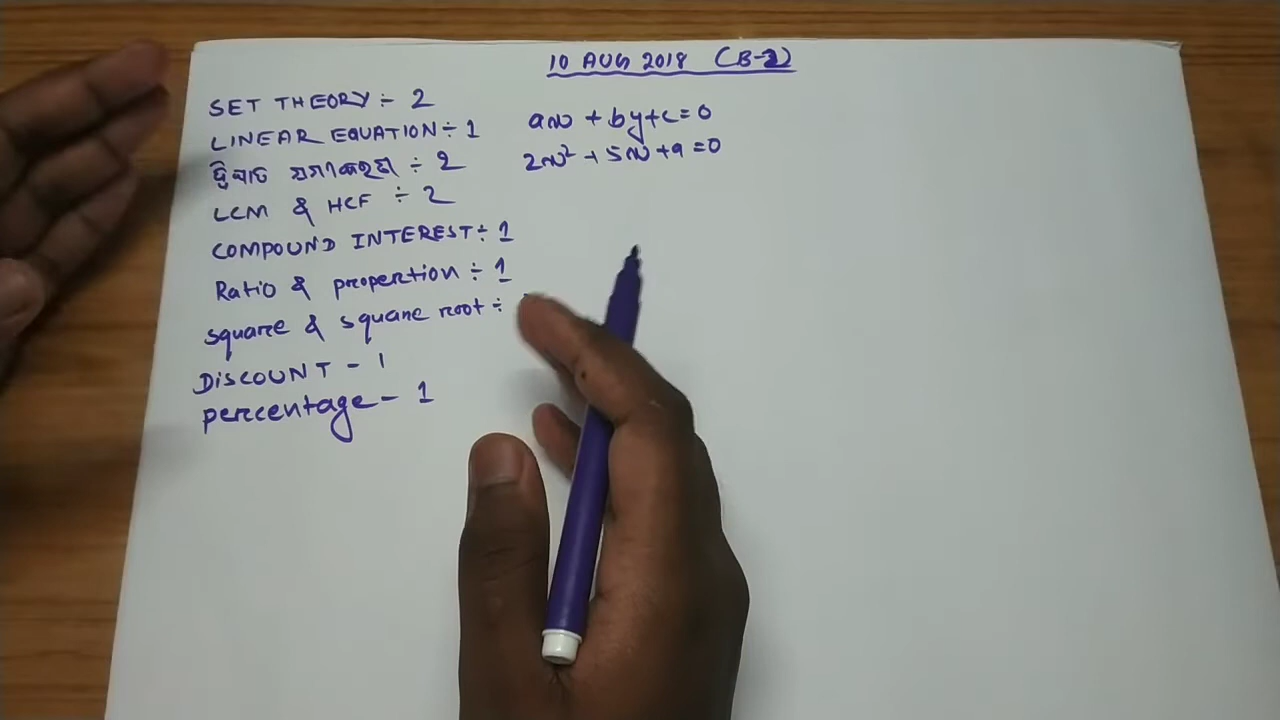 10 AUG 2018 (B-2)
SET THEORY ÷ 2
LINEAR EQUATION ÷ 1
ax + by + c = 0
ଦ୍ୱିଘାତ ସମୀକରଣ ÷ 2
2x² + 5x + 9 = 0
LCM & HCF ÷ 2
COMPOUND INTEREST ÷ 1
Ratio & propertion ÷ 1
square & square root ÷
DISCOUNT - 1
percentage - 1